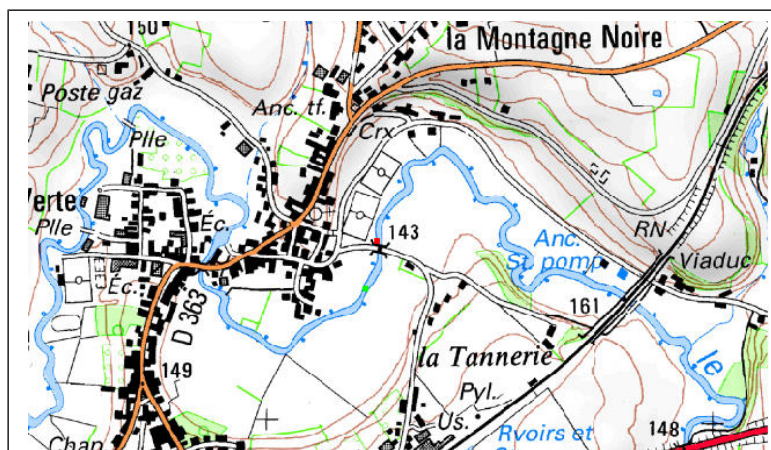 150
la Montagne Noire
Poste gaz
Anc. tf.
Plle
Crx
Verte
Éc.
Plle
143
RN
Anc.
St. pomp.
Viaduc
Éc.
D 363
161
la Tannerie
le
149
Pyl.
Us.
Rvoirs et
148
Chap.